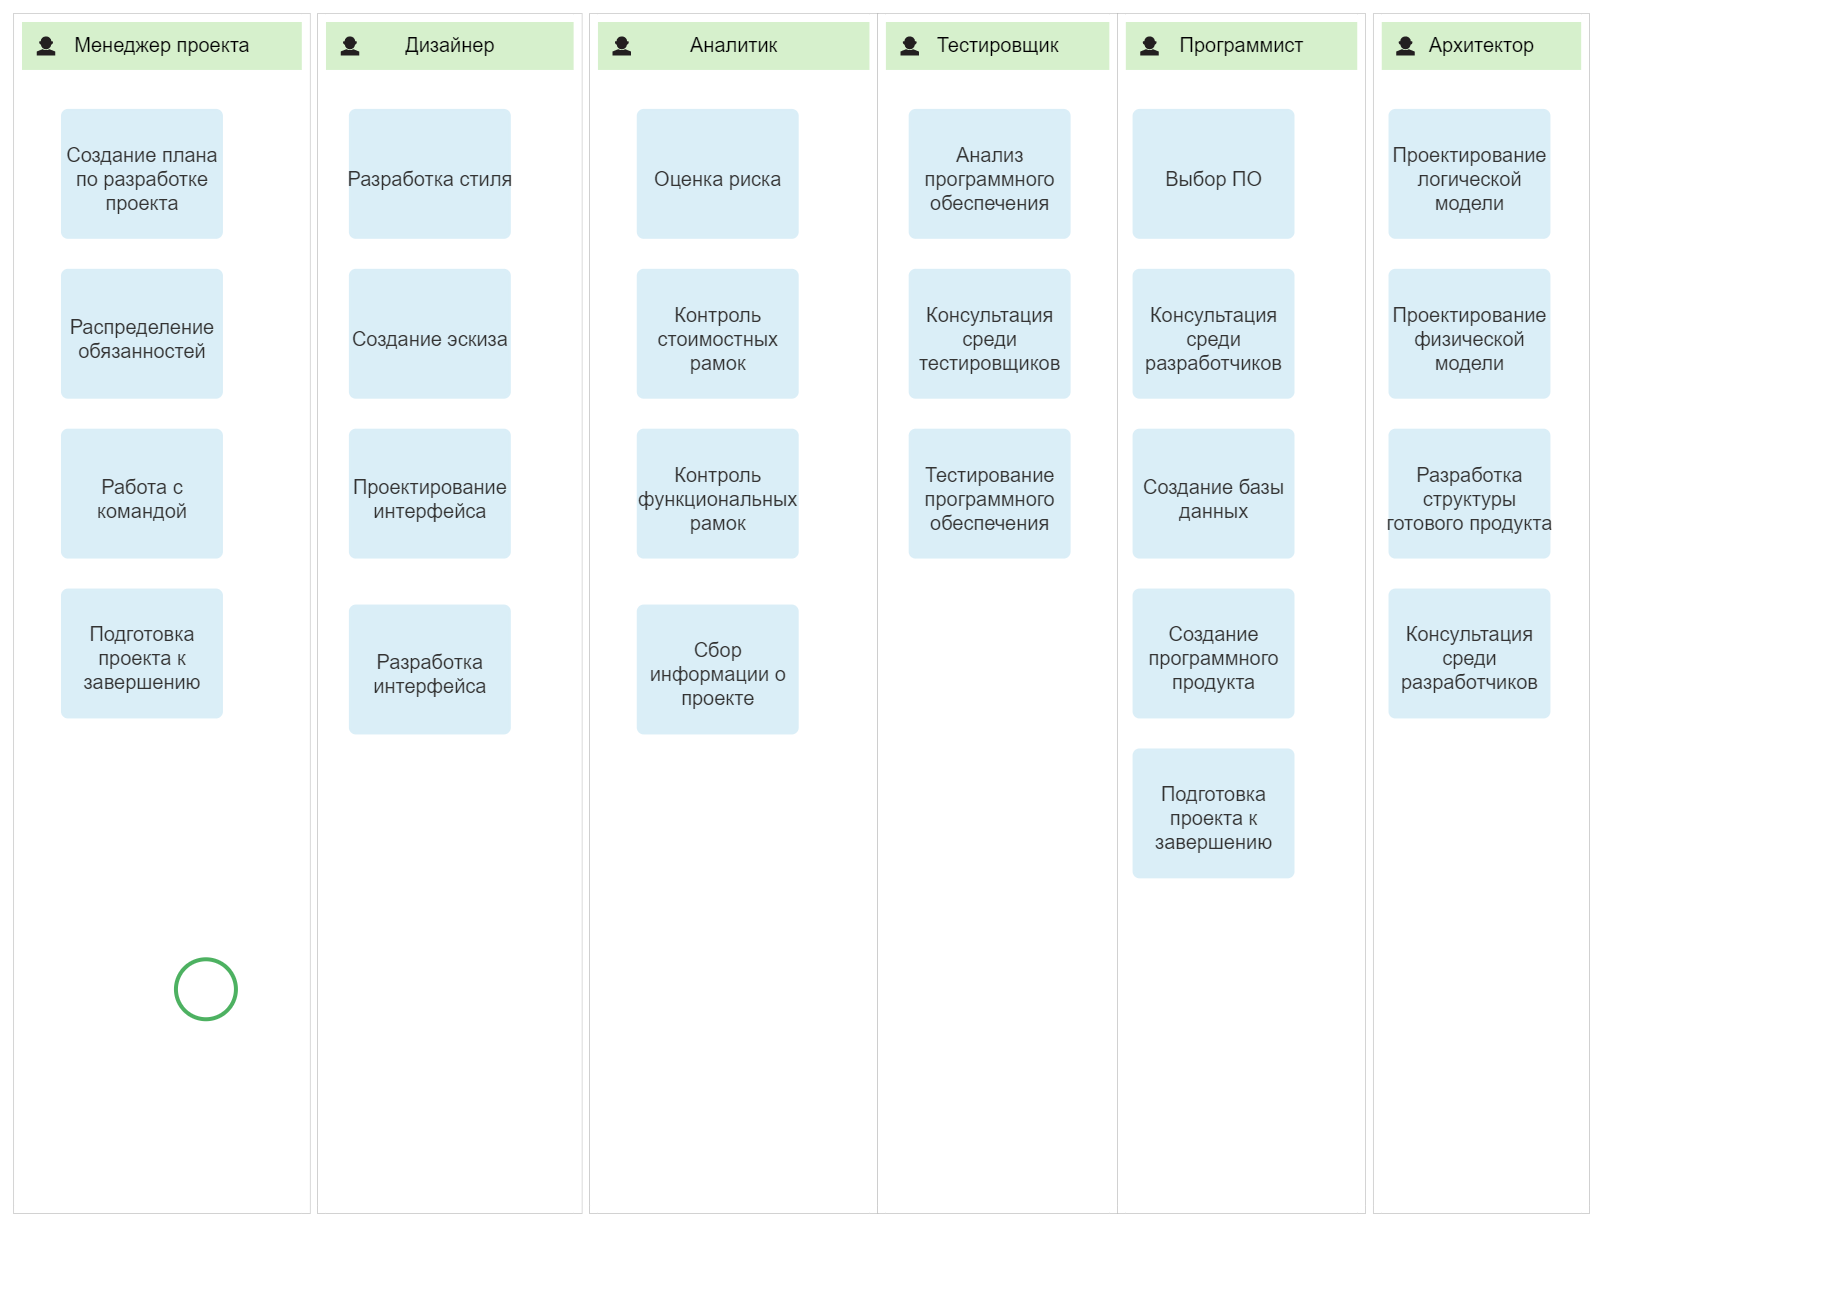 Менеджер проекта
Создание плана
по разработке
проекта
Распределение
обязанностей
Работа с
командой
Подготовка
проекта к
завершению
Дизайнер
Разработка стиля
Создание эскиза
Проектирование
интерфейса
Разработка
интерфейса
Аналитик
Оценка риска
Контроль
стоимостных
рамок
Контроль
функциональных
рамок
Сбор
информации о
проекте
Тестировщик
Анализ
программного
обеспечения
Консультация
среди
тестировщиков
Тестирование
программного
обеспечения
Программист
Выбор ПО
Консультация
среди
разработчиков
Создание базы
данных
Создание
программного
продукта
Подготовка
проекта к
завершению
Архитектор
Проектирование
логической
модели
Проектирование
физической
модели
Разработка
структуры
готового продукта
Консультация
среди
разработчиков